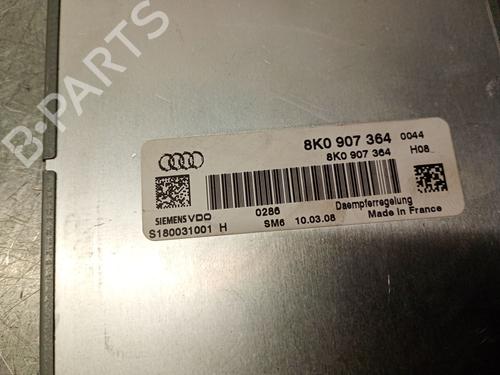 B-PARTS
8K0 907 364 0044
8K0 907 364 H08
SIEMENS VDO
0286
Daempferregelung
S180031001 H
SM6 10.03.08
Made in France